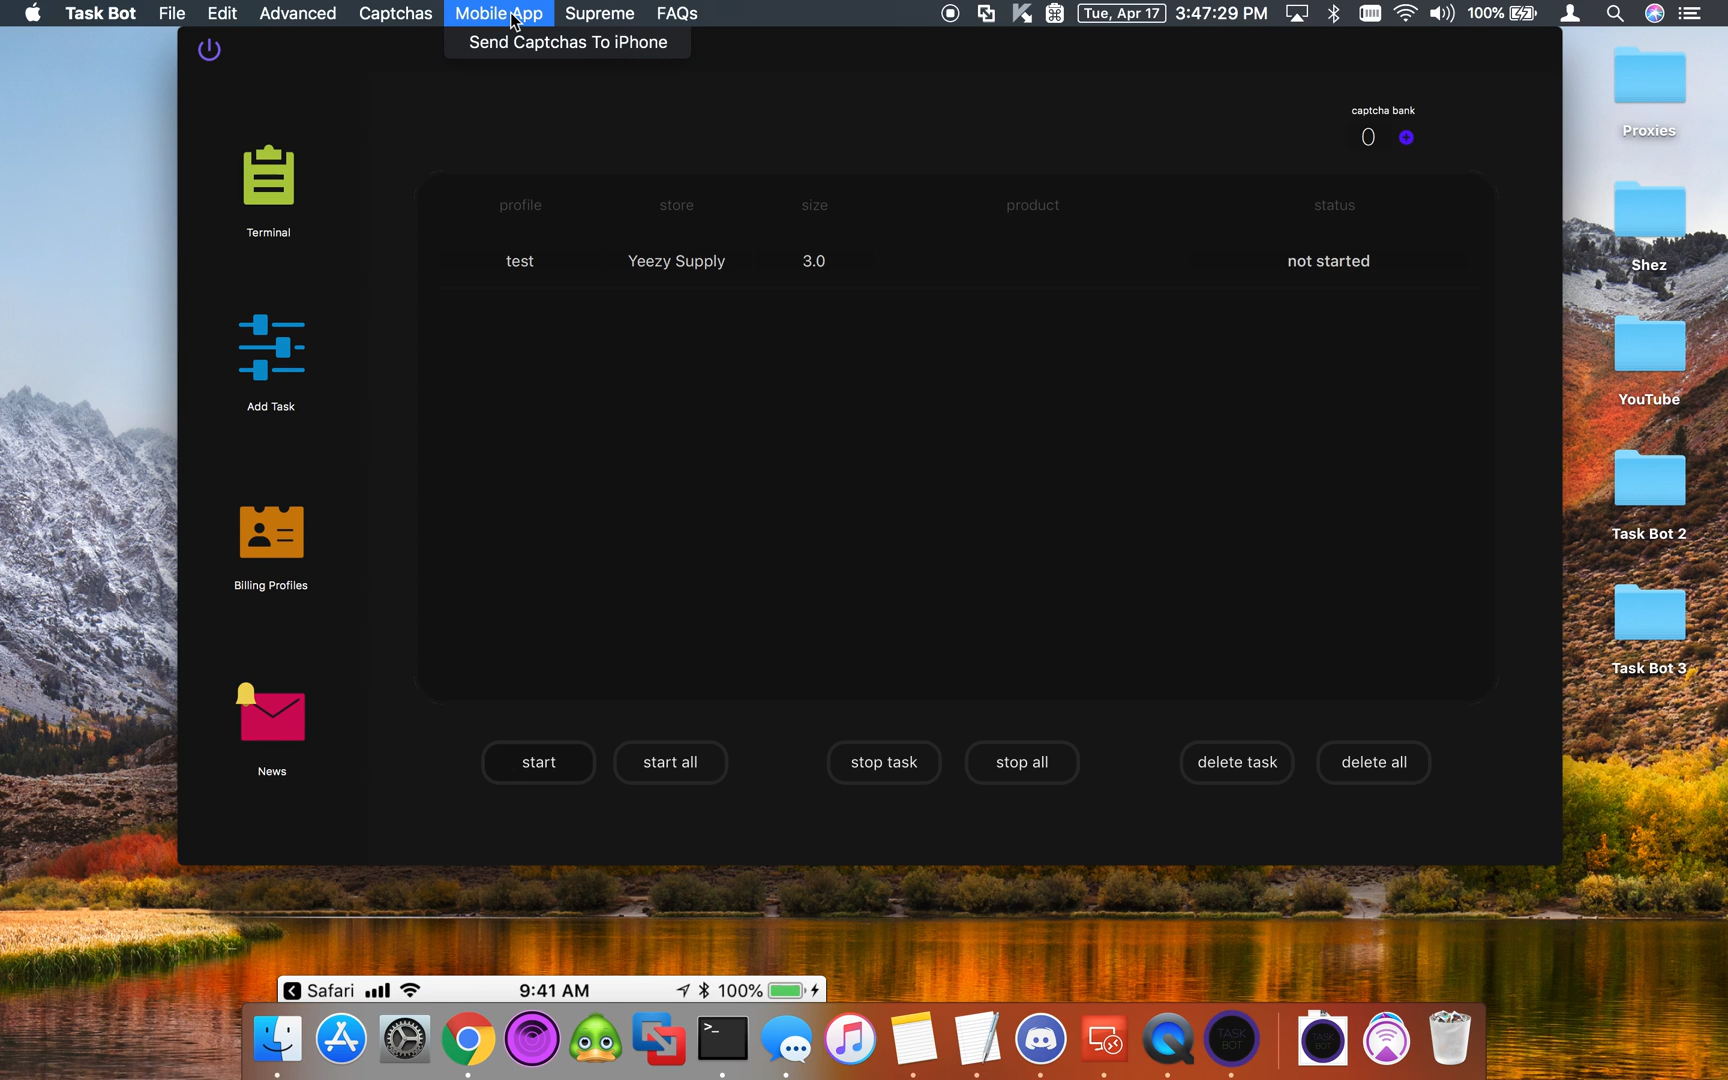 Task Bot File Edit Advanced Captchas Mobile App Supreme FAQs Tue, Apr 17 3:47:29 PM 100%
Send Captchas To iPhone
captcha bank
0
profile store size product status
test Yeezy Supply 3.0 not started
Terminal
Add Task
Billing Profiles
News
start start all stop task stop all delete task delete all
Proxies
Shez
YouTube
Task Bot 2
Task Bot 3
Safari 9:41 AM 100%
>_
TASK
BOT